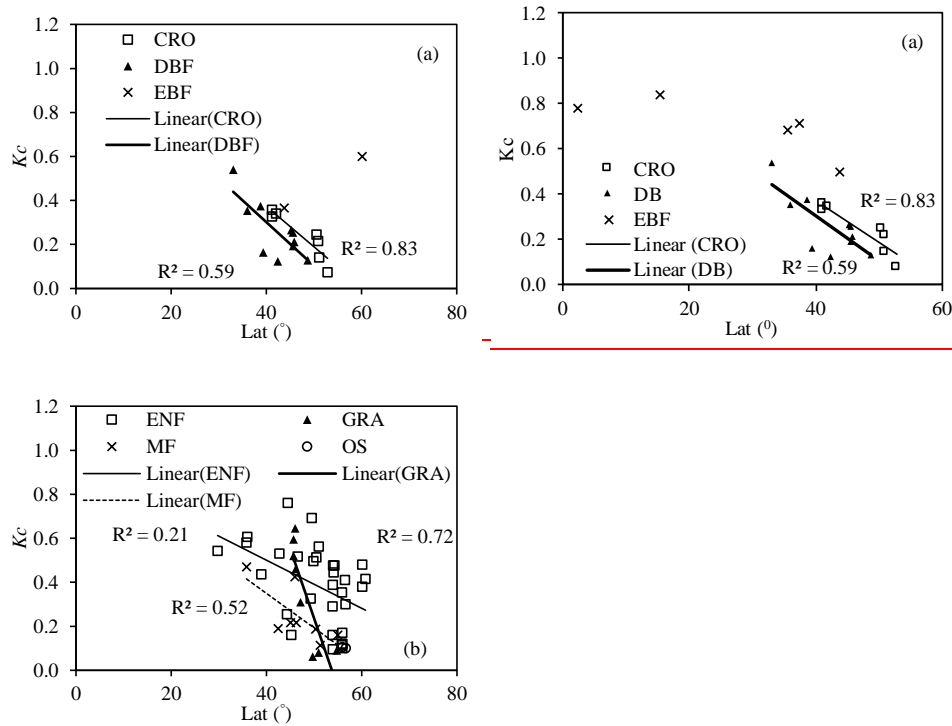 1.2
1.0
0.8
0.6
0.4
0.2
0.0
Kc
CRO
DBF
EBF
Linear(CRO)
Linear(DBF)
(a)
R² = 0.83
R² = 0.59
0 20 40 60 80
Lat (°)
1.2
1.0
0.8
0.6
0.4
0.2
0.0
Kc
(a)
CRO
DB
EBF
Linear (CRO)
Linear (DB)
R² = 0.83
R² = 0.59
0 20 40 60
Lat (⁰)
1.2
1.0
0.8
0.6
0.4
0.2
0.0
Kc
ENF GRA
MF OS
Linear(ENF) Linear(GRA)
Linear(MF)
R² = 0.21 R² = 0.72
R² = 0.52
(b)
0 20 40 60 80
Lat (°)